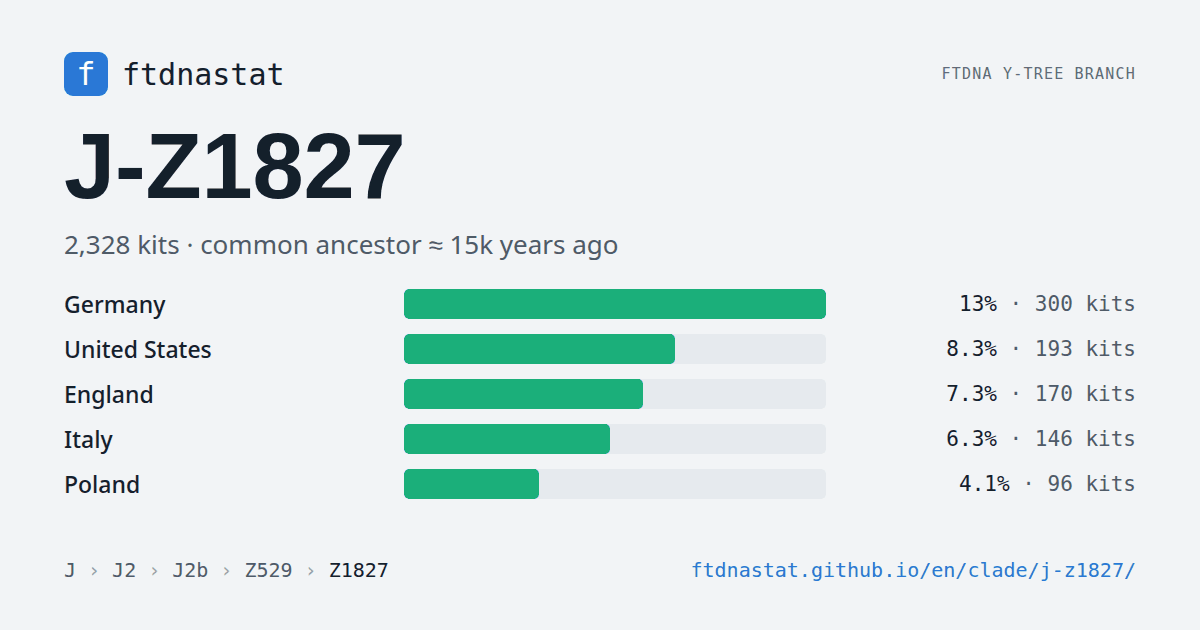 f ftdnastat
FTDNA Y-TREE BRANCH
J-Z1827
2,328 kits · common ancestor ≈ 15k years ago
Germany 13% · 300 kits
United States 8.3% · 193 kits
England 7.3% · 170 kits
Italy 6.3% · 146 kits
Poland 4.1% · 96 kits
J › J2 › J2b › Z529 › Z1827
ftdnastat.github.io/en/clade/j-z1827/